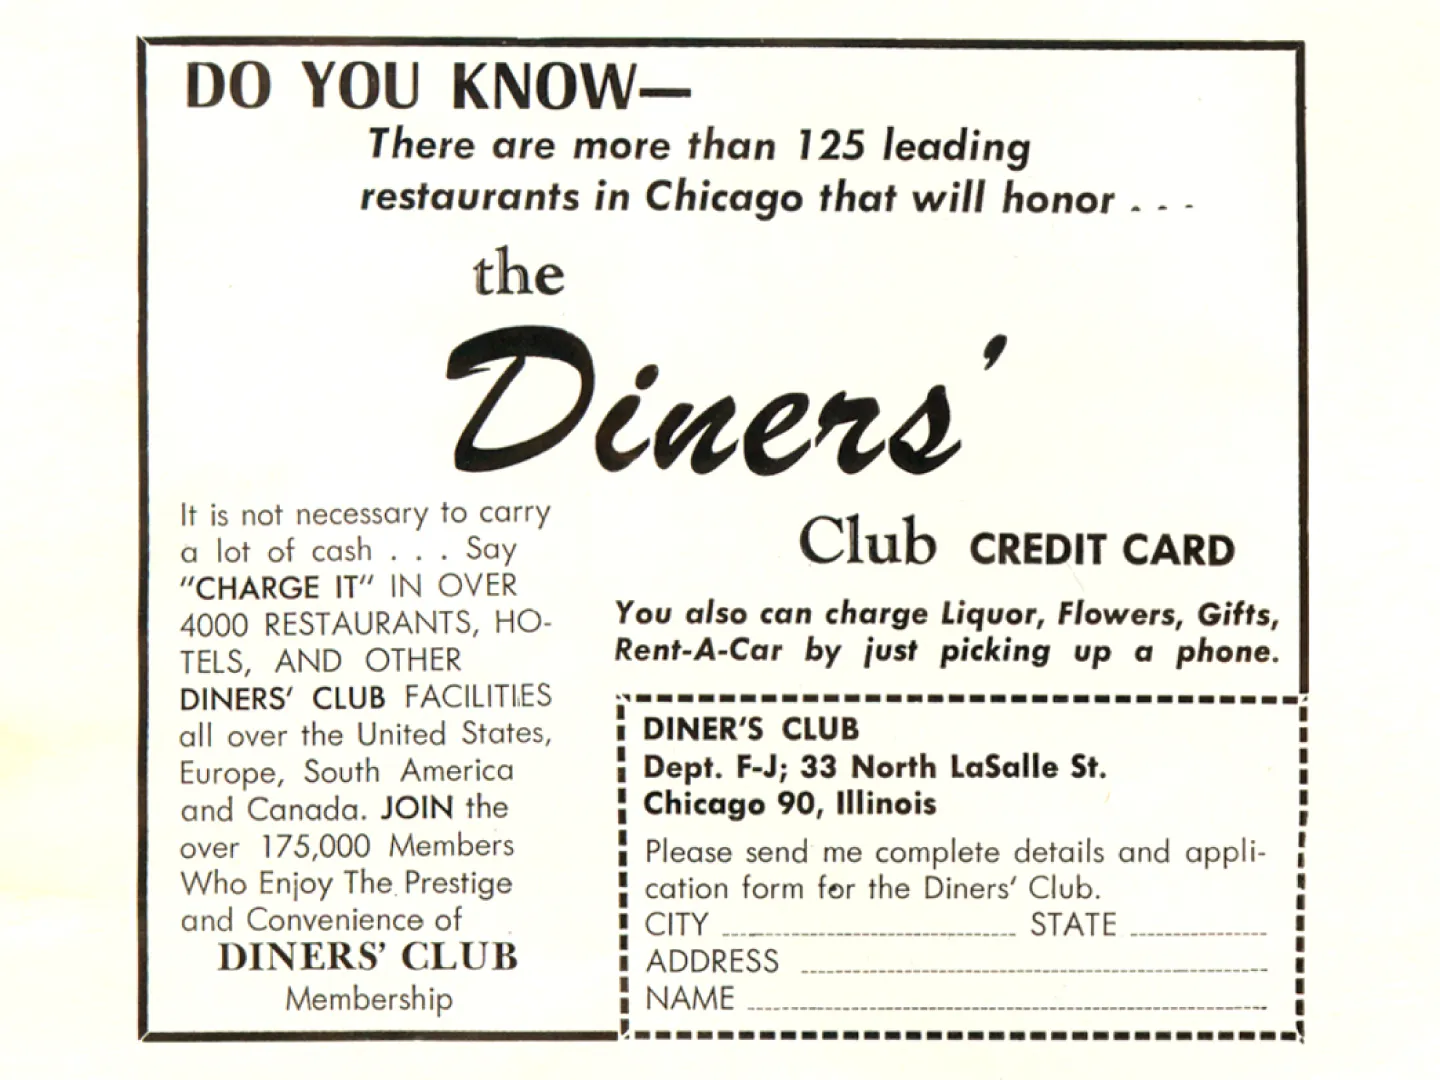 DO YOU KNOW—
There are more than 125 leading
restaurants in Chicago that will honor . . .
the
Diners'
Club CREDIT CARD
It is not necessary to carry
a lot of cash . . . Say
"CHARGE IT" IN OVER
4000 RESTAURANTS, HO-
TELS, AND OTHER
DINERS' CLUB FACILITIES
all over the United States,
Europe, South America
and Canada. JOIN the
over 175,000 Members
Who Enjoy The Prestige
and Convenience of
DINERS' CLUB
Membership
You also can charge Liquor, Flowers, Gifts,
Rent-A-Car by just picking up a phone.
DINER'S CLUB
Dept. F-J; 33 North LaSalle St.
Chicago 90, Illinois
Please send me complete details and appli-
cation form for the Diners' Club.
CITY STATE
ADDRESS
NAME